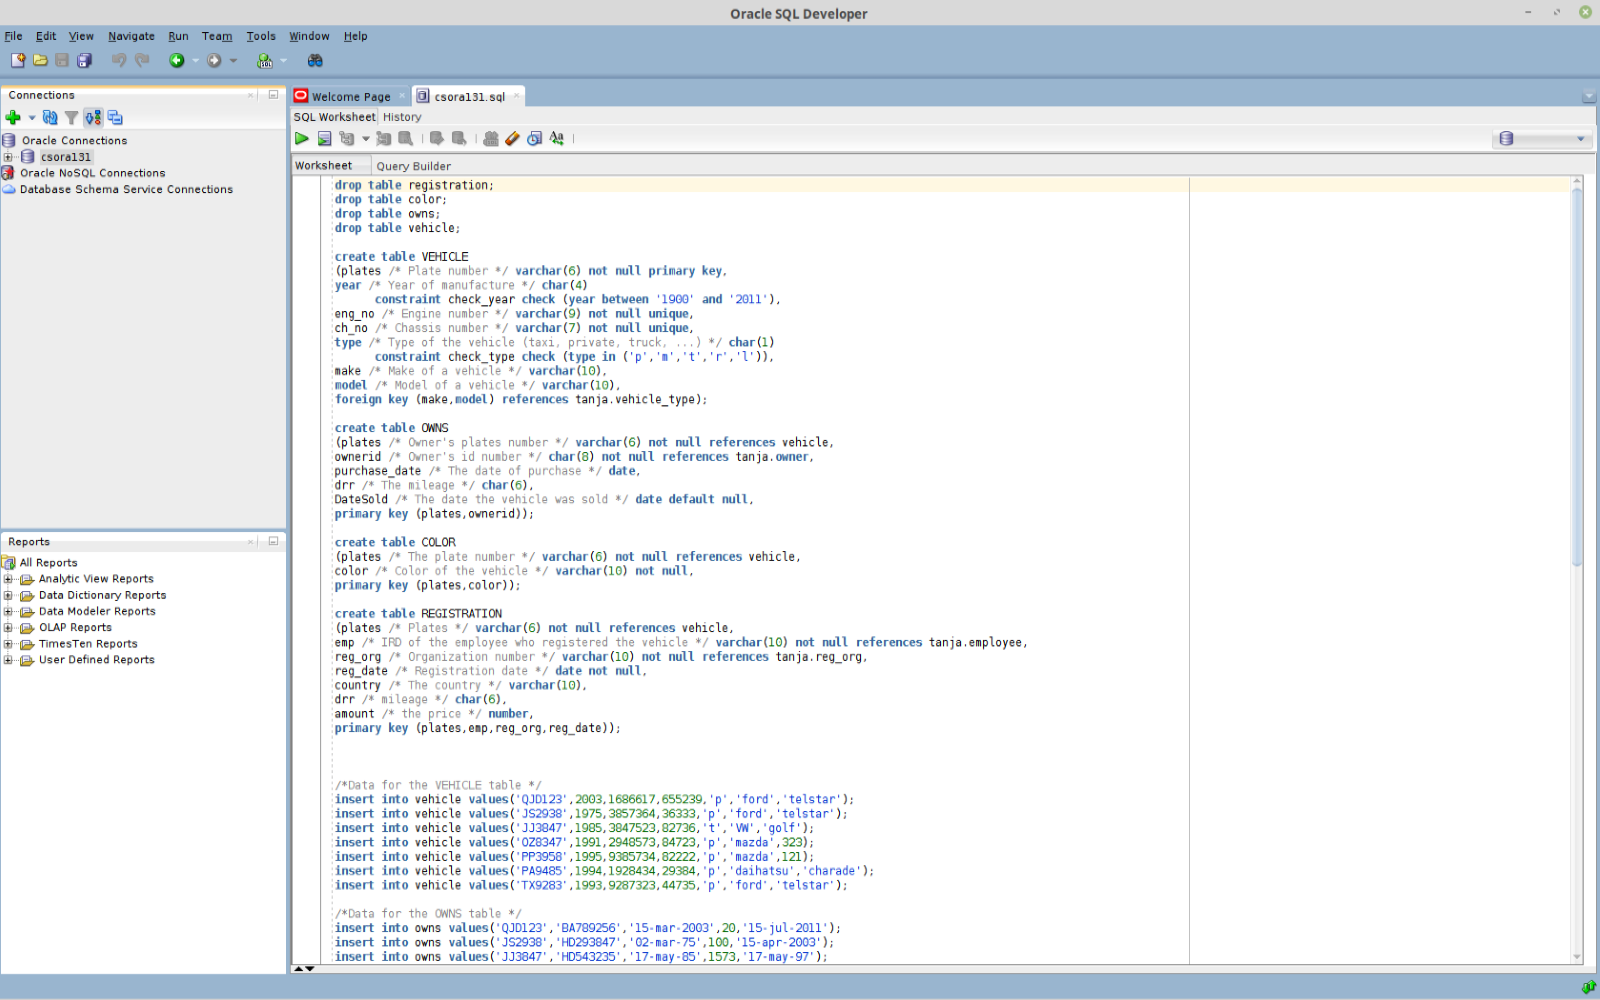 Oracle SQL Developer
File Edit View Navigate Run Team Tools Window Help
Connections
Oracle Connections
csora131
Oracle NoSQL Connections
Database Schema Service Connections
Reports
All Reports
Analytic View Reports
Data Dictionary Reports
Data Modeler Reports
OLAP Reports
TimesTen Reports
User Defined Reports
Welcome Page csora131.sql
SQL Worksheet History
Worksheet Query Builder
drop table registration;
drop table color;
drop table owns;
drop table vehicle;
create table VEHICLE
(plates /* Plate number */ varchar(6) not null primary key,
year /* Year of manufacture */ char(4)
constraint check_year check (year between '1900' and '2011'),
eng_no /* Engine number */ varchar(9) not null unique,
ch_no /* Chassis number */ varchar(7) not null unique,
type /* Type of the vehicle (taxi, private, truck, ...) */ char(1)
constraint check_type check (type in ('p','m','t','r','l')),
make /* Make of a vehicle */ varchar(10),
model /* Model of a vehicle */ varchar(10),
foreign key (make,model) references tanja.vehicle_type);
create table OWNS
(plates /* Owner's plates number */ varchar(6) not null references vehicle,
ownerid /* Owner's id number */ char(8) not null references tanja.owner,
purchase_date /* The date of purchase */ date,
drr /* The mileage */ char(6),
DateSold /* The date the vehicle was sold */ date default null,
primary key (plates,ownerid));
create table COLOR
(plates /* The plate number */ varchar(6) not null references vehicle,
color /* Color of the vehicle */ varchar(10) not null,
primary key (plates,color));
create table REGISTRATION
(plates /* Plates */ varchar(6) not null references vehicle,
emp /* IRD of the employee who registered the vehicle */ varchar(10) not null references tanja.employee,
reg_org /* Organization number */ varchar(10) not null references tanja.reg_org,
reg_date /* Registration date */ date not null,
country /* The country */ varchar(10),
drr /* mileage */ char(6),
amount /* the price */ number,
primary key (plates,emp,reg_org,reg_date));
/*Data for the VEHICLE table */
insert into vehicle values('QJD123',2003,1686617,655239,'p','ford','telstar');
insert into vehicle values('JS2938',1975,3857364,36333,'p','ford','telstar');
insert into vehicle values('JJ3847',1985,3847523,82736,'t','VW','golf');
insert into vehicle values('OZ8347',1991,2948573,84723,'p','mazda',323);
insert into vehicle values('PP3958',1995,9385734,82222,'p','mazda',121);
insert into vehicle values('PA9485',1994,1928434,29384,'p','daihatsu','charade');
insert into vehicle values('TX9283',1993,9287323,44735,'p','ford','telstar');
/*Data for the OWNS table */
insert into owns values('QJD123','BA789256','15-mar-2003',20,'15-jul-2011');
insert into owns values('JS2938','HD293847','02-mar-75',100,'15-apr-2003');
insert into owns values('JJ3847','HD543235','17-may-85',1573,'17-may-97');